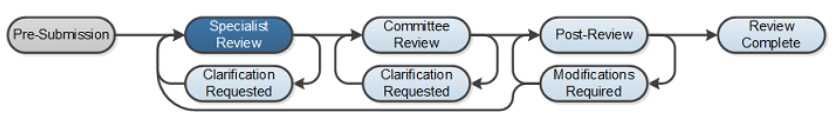 Pre-Submission
Specialist
Review
Clarification
Requested
Committee
Review
Clarification
Requested
Post-Review
Modifications
Required
Review
Complete